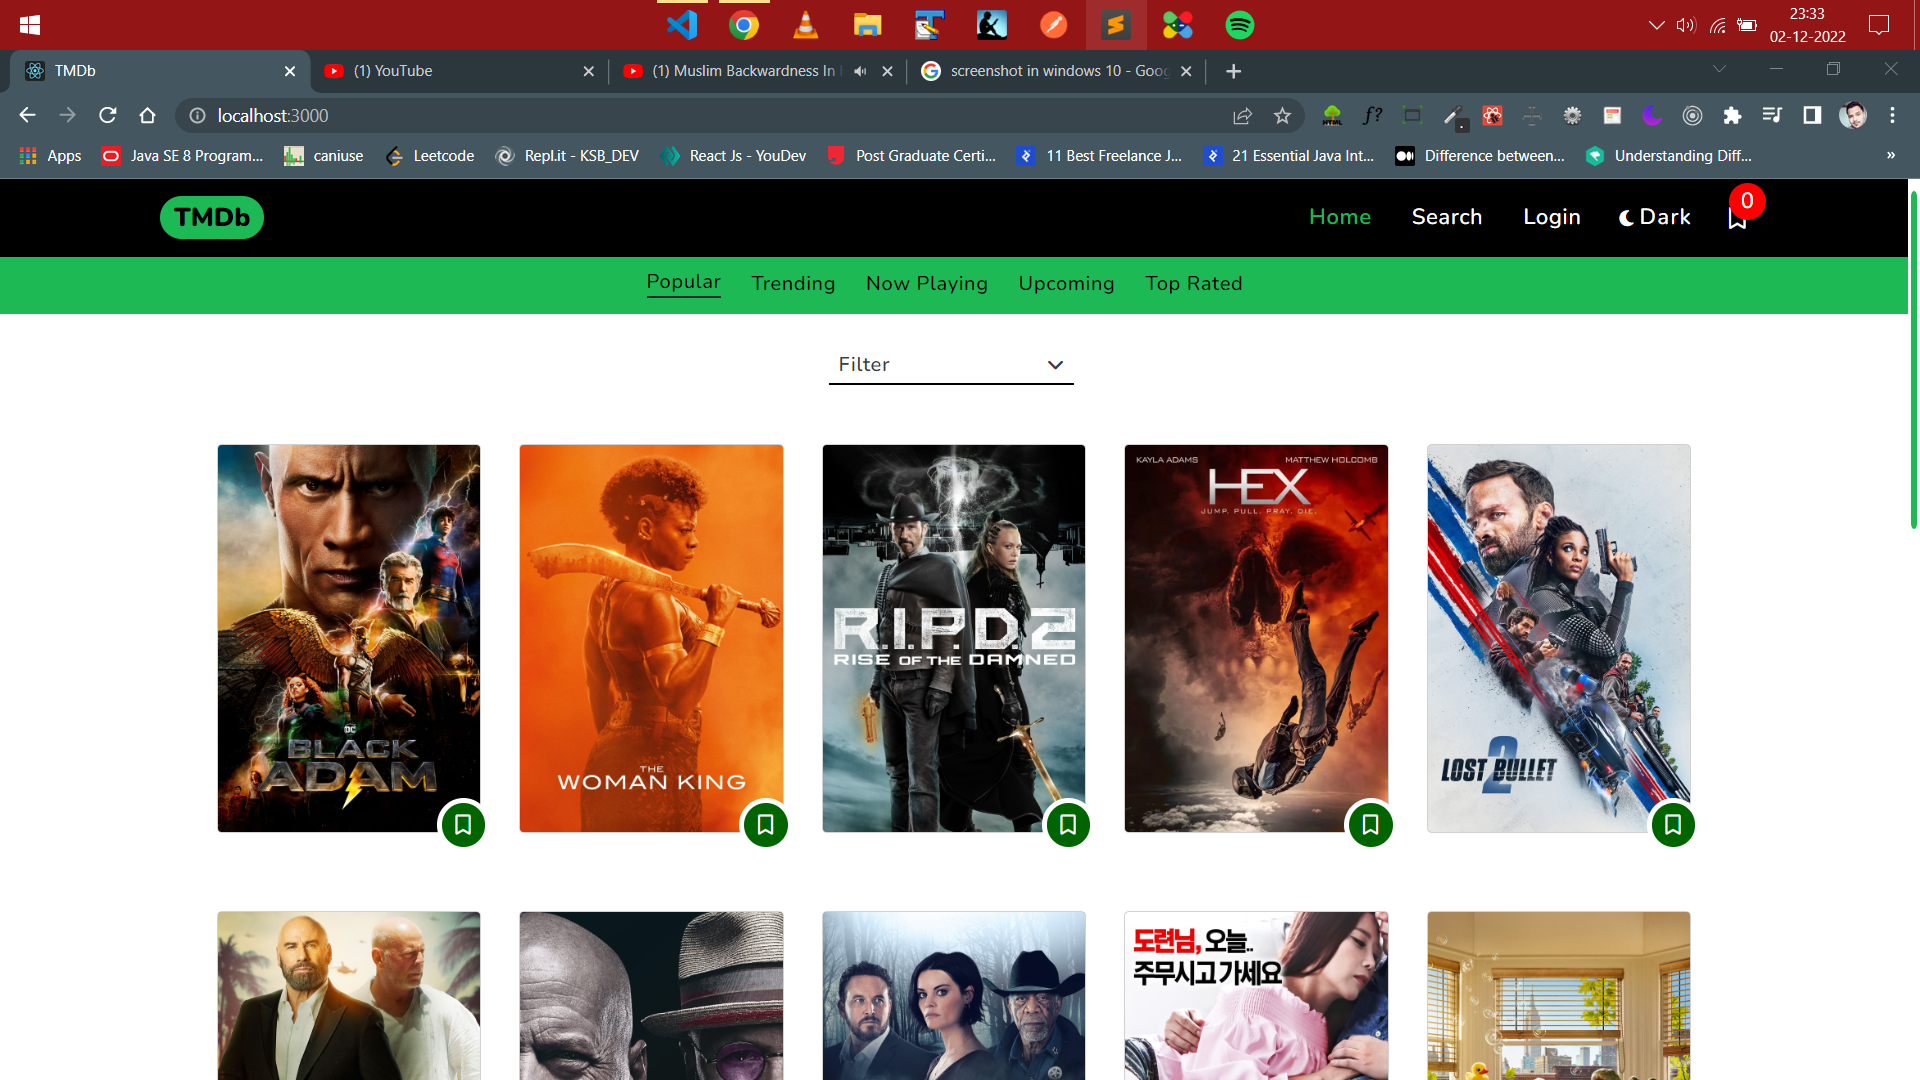 23:33
02-12-2022
TMDb
(1) YouTube
(1) Muslim Backwardness In
screenshot in windows 10 - Goog
localhost:3000
Apps
Java SE 8 Program...
caniuse
Leetcode
Repl.it - KSB_DEV
React Js - YouDev
Post Graduate Certi...
11 Best Freelance J...
21 Essential Java Int...
Difference between...
Understanding Diff...
»
TMDb
Home
Search
Login
Dark
0
Popular
Trending
Now Playing
Upcoming
Top Rated
Filter
DC
BLACK
ADAM
THE
WOMAN KING
R.I.P.D.2
RISE OF THE DAMNED
KAYLA ADAMS
MATTHEW HOLCOMB
HEX
JUMP. PULL. PRAY. DIE.
LOST BULLET
2
도련님, 오늘..
주무시고 가세요